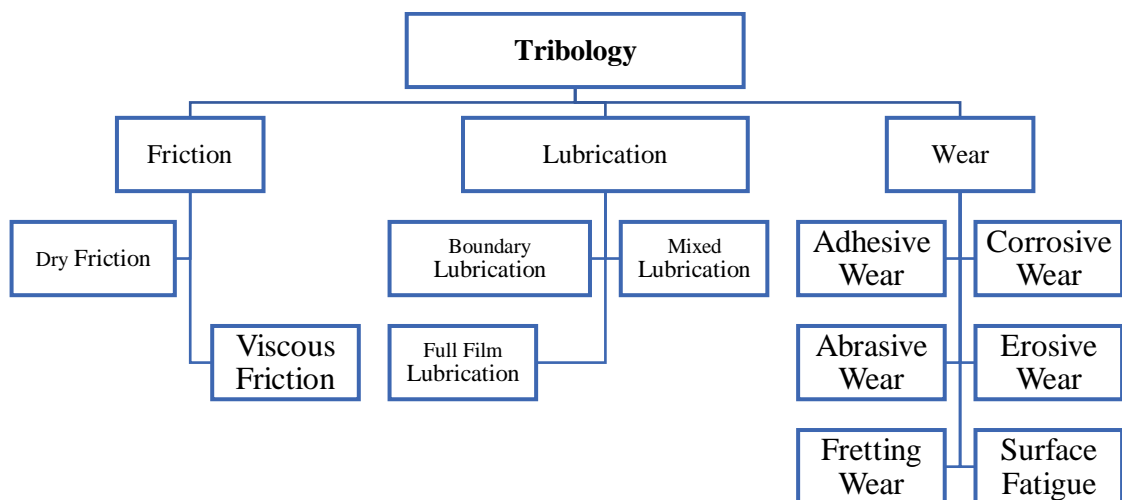 Tribology
Friction
Lubrication
Wear
Dry Friction
Viscous
Friction
Boundary
Lubrication
Mixed
Lubrication
Full Film
Lubrication
Adhesive
Wear
Corrosive
Wear
Abrasive
Wear
Erosive
Wear
Fretting
Wear
Surface
Fatigue